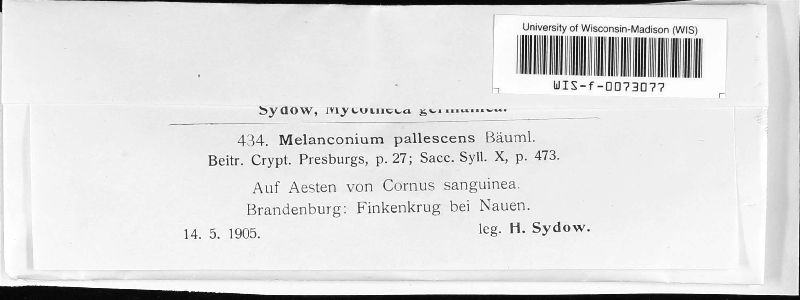 University of Wisconsin-Madison (WIS)
WIS-f-0073077
Sydow, Mycotheca germanica.
434. Melanconium pallescens Bäuml.
Beitr. Crypt. Presburgs, p. 27; Sacc. Syll. X, p. 473.
Auf Aesten von Cornus sanguinea.
Brandenburg: Finkenkrug bei Nauen.
14. 5. 1905. leg. H. Sydow.